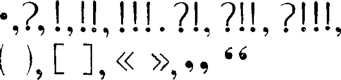 •,?,!,!!,!!!. ?!, ?!!, ?!!!,
( ), [ ], « », „ “